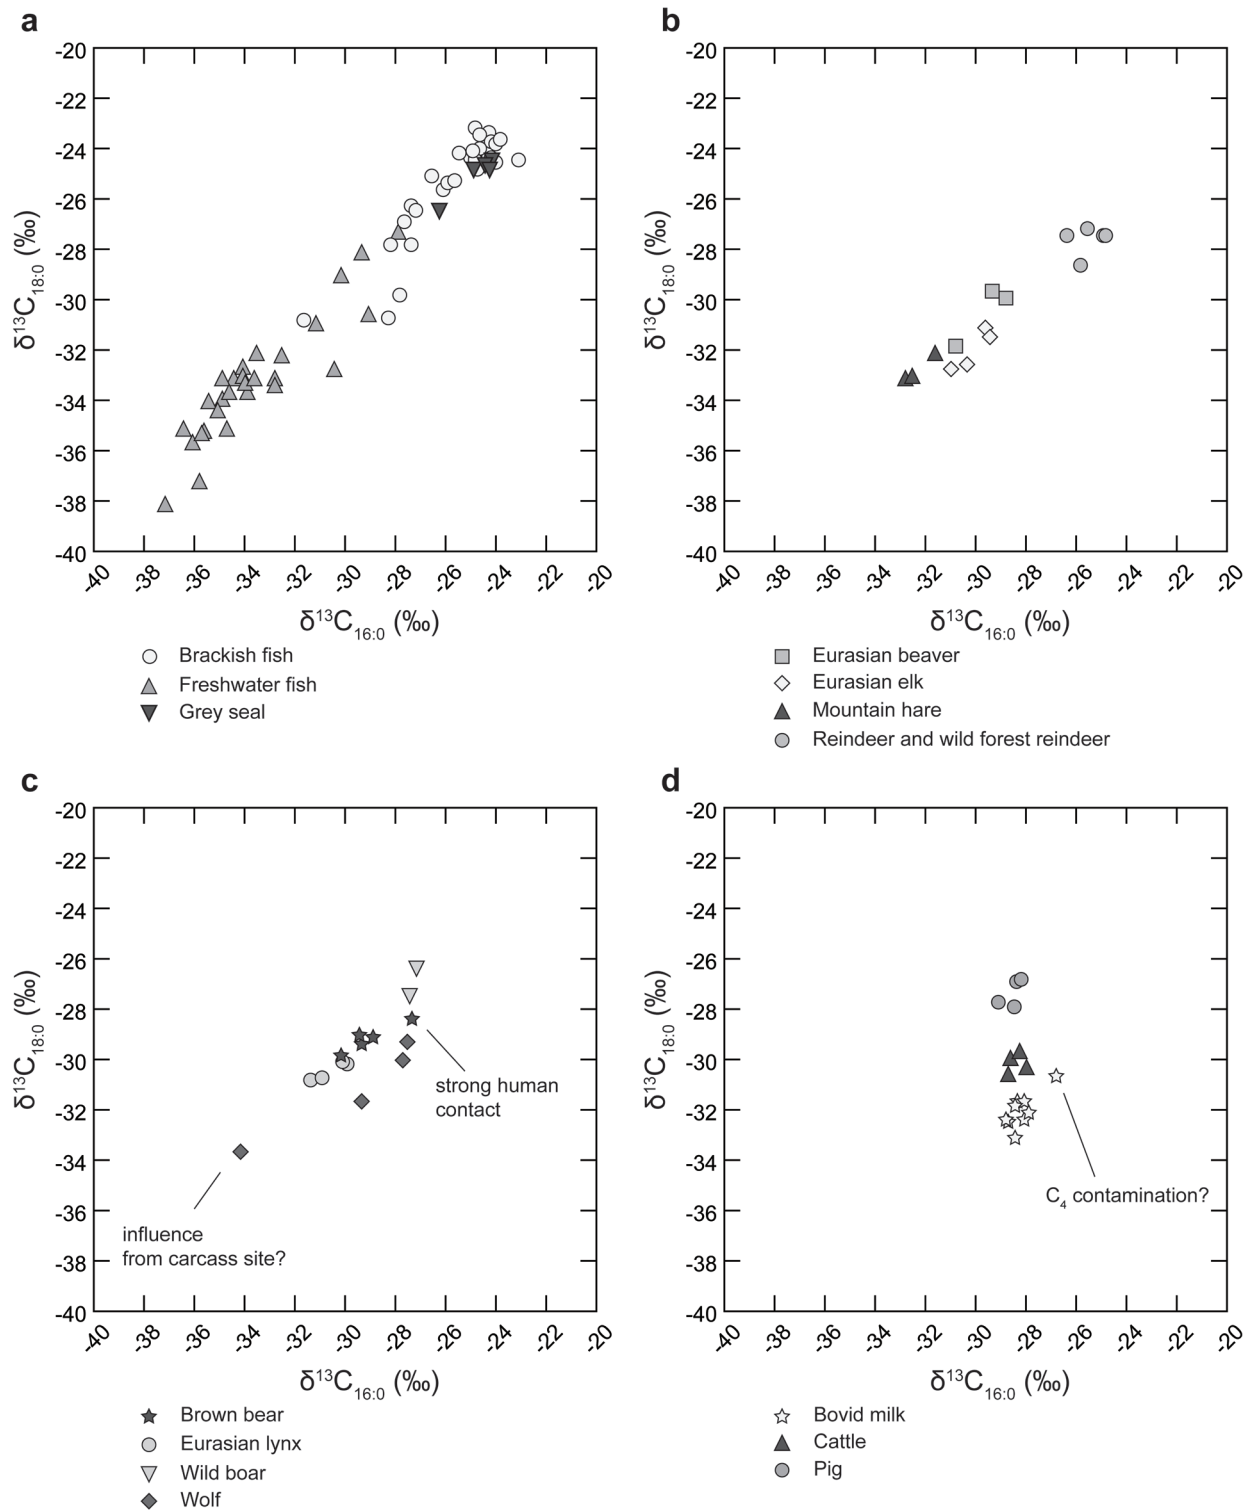 a
-20
-22
-24
-26
-28
-30
-32
-34
-36
-38
-40
δ¹³C₁₈:₀ (‰)
-40 -38 -36 -34 -32 -30 -28 -26 -24 -22 -20
δ¹³C₁₆:₀ (‰)
Brackish fish
Freshwater fish
Grey seal
b
-20
-22
-24
-26
-28
-30
-32
-34
-36
-38
-40
δ¹³C₁₈:₀ (‰)
-40 -38 -36 -34 -32 -30 -28 -26 -24 -22 -20
δ¹³C₁₆:₀ (‰)
Eurasian beaver
Eurasian elk
Mountain hare
Reindeer and wild forest reindeer
c
-20
-22
-24
-26
-28
-30
-32
-34
-36
-38
-40
δ¹³C₁₈:₀ (‰)
strong human
contact
influence
from carcass site?
-40 -38 -36 -34 -32 -30 -28 -26 -24 -22 -20
δ¹³C₁₆:₀ (‰)
Brown bear
Eurasian lynx
Wild boar
Wolf
d
-20
-22
-24
-26
-28
-30
-32
-34
-36
-38
-40
δ¹³C₁₈:₀ (‰)
C₄ contamination?
-40 -38 -36 -34 -32 -30 -28 -26 -24 -22 -20
δ¹³C₁₆:₀ (‰)
Bovid milk
Cattle
Pig